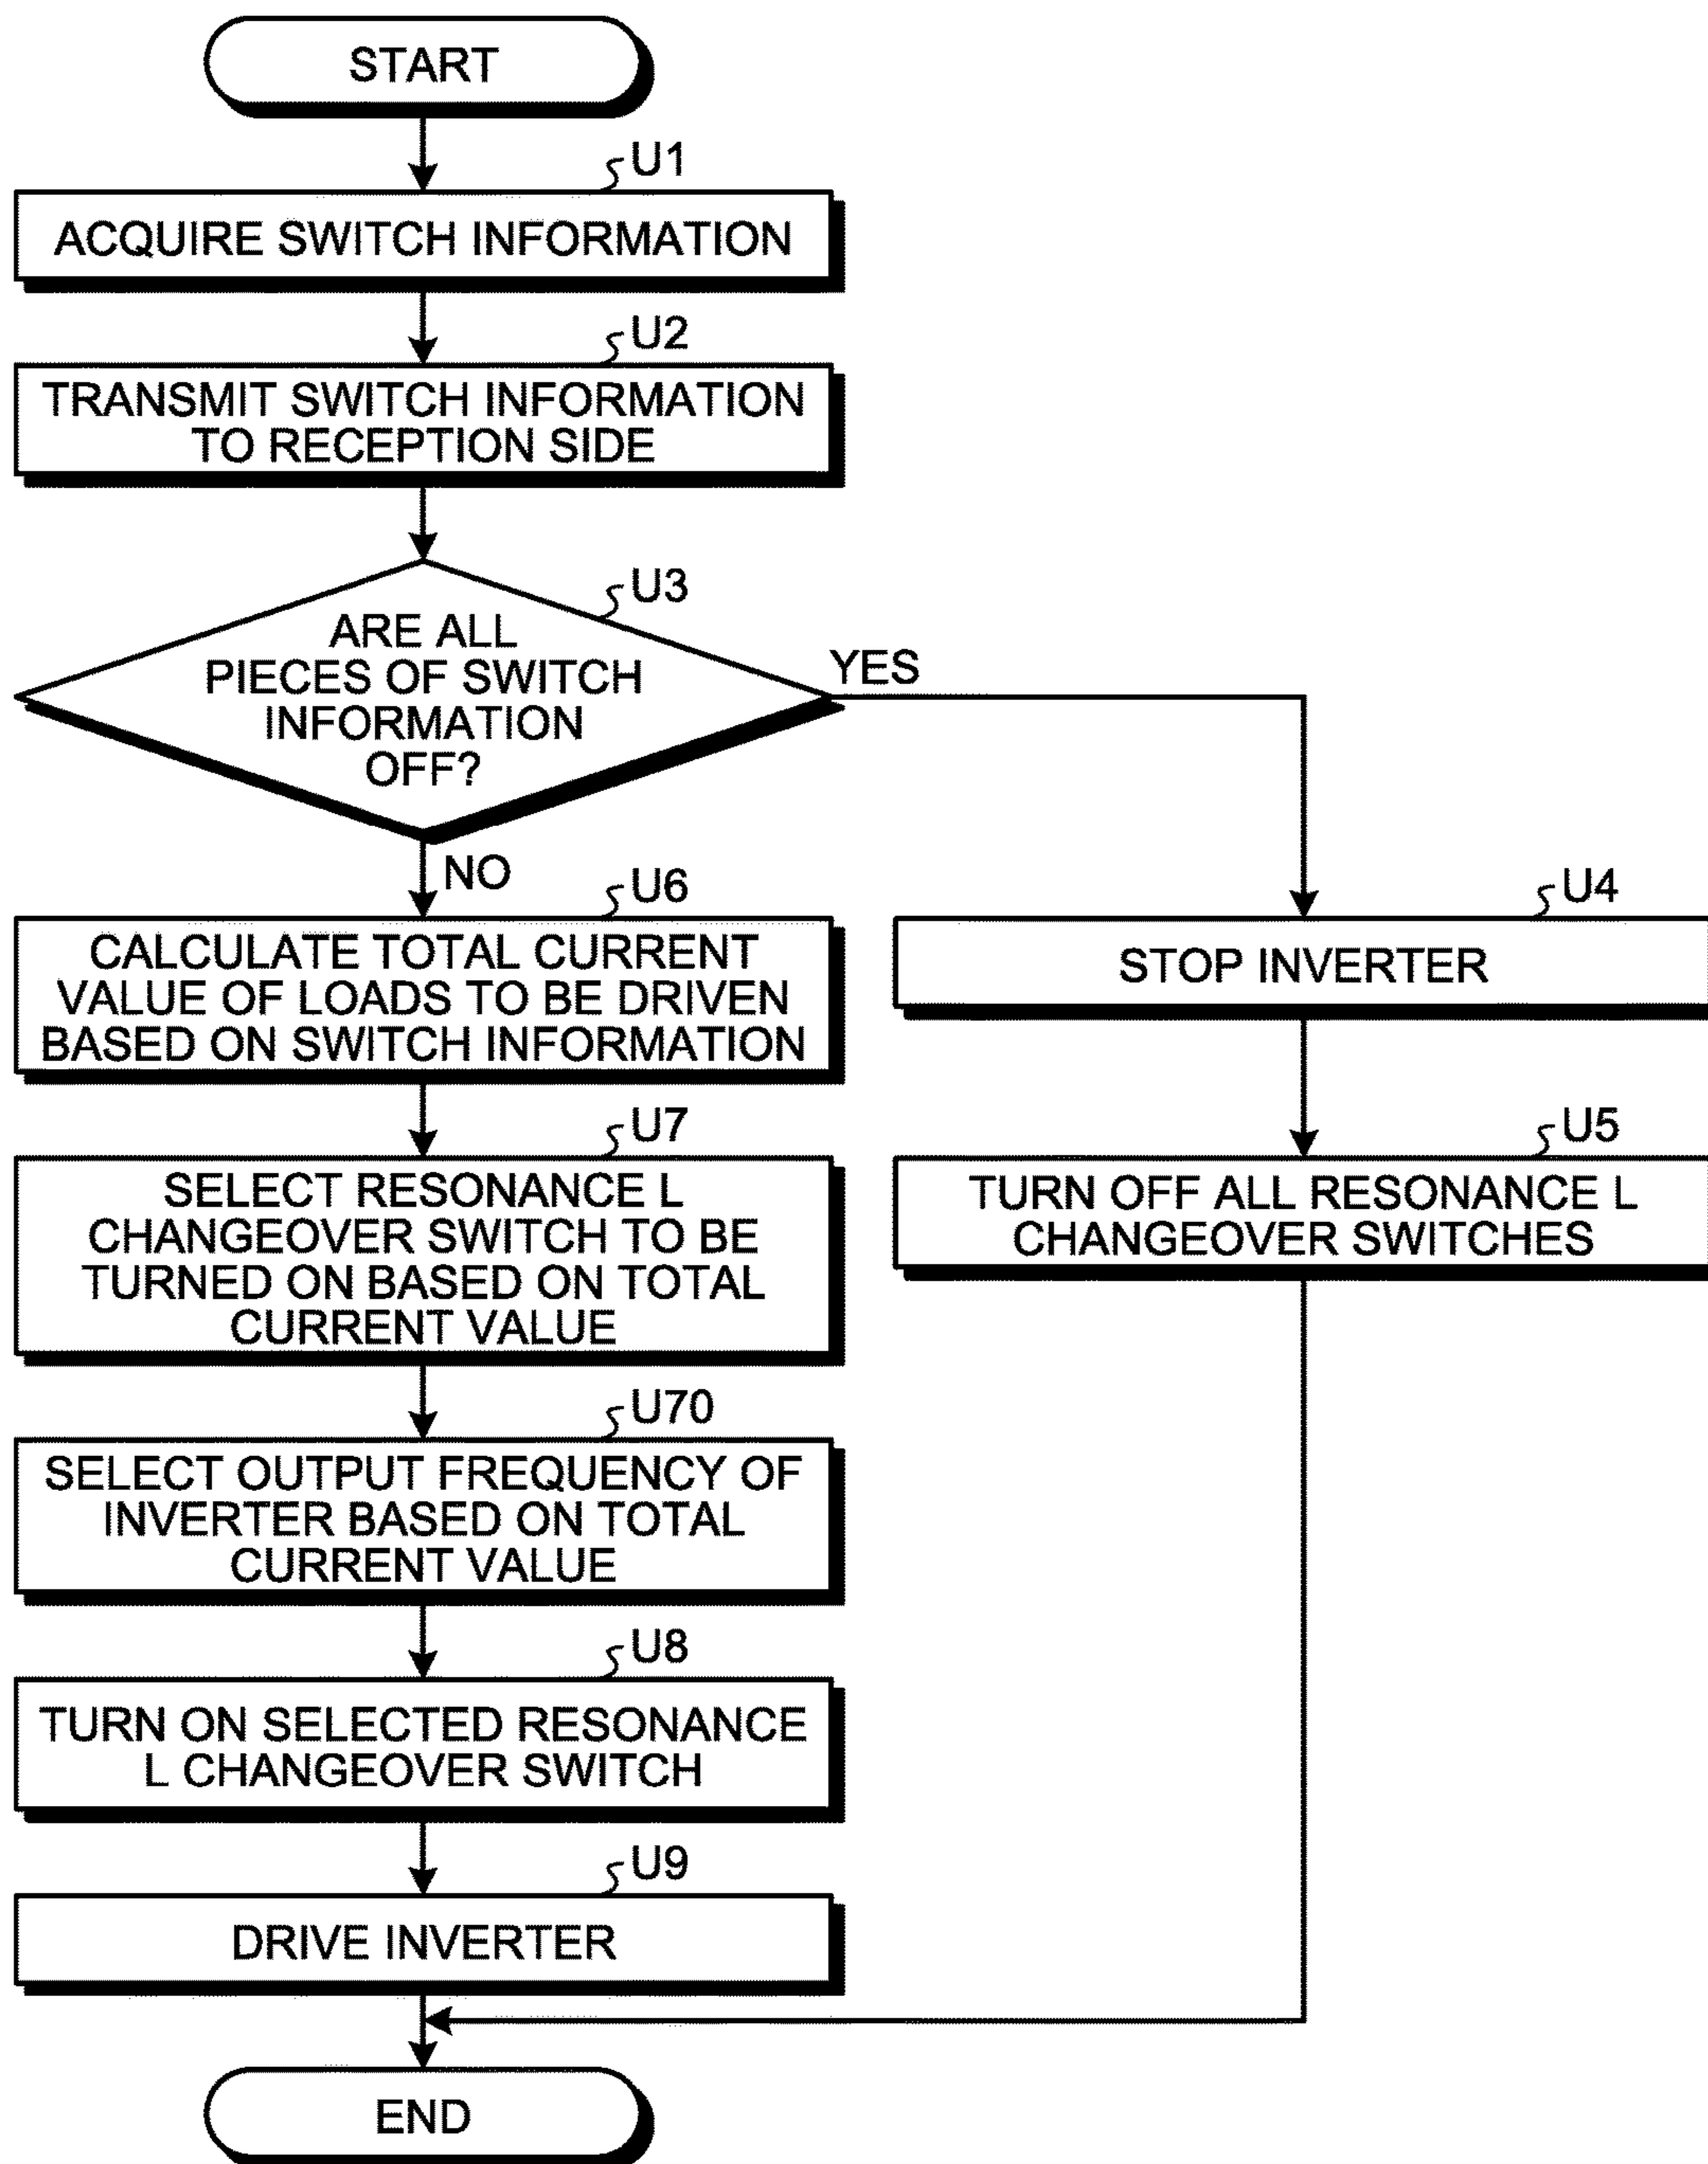 START
U1
ACQUIRE SWITCH INFORMATION
U2
TRANSMIT SWITCH INFORMATION
TO RECEPTION SIDE
U3
ARE ALL
PIECES OF SWITCH
INFORMATION
OFF?
YES
NO
U6
CALCULATE TOTAL CURRENT
VALUE OF LOADS TO BE DRIVEN
BASED ON SWITCH INFORMATION
U4
STOP INVERTER
U7
SELECT RESONANCE L
CHANGEOVER SWITCH TO BE
TURNED ON BASED ON TOTAL
CURRENT VALUE
U5
TURN OFF ALL RESONANCE L
CHANGEOVER SWITCHES
U70
SELECT OUTPUT FREQUENCY OF
INVERTER BASED ON TOTAL
CURRENT VALUE
U8
TURN ON SELECTED RESONANCE
L CHANGEOVER SWITCH
U9
DRIVE INVERTER
END